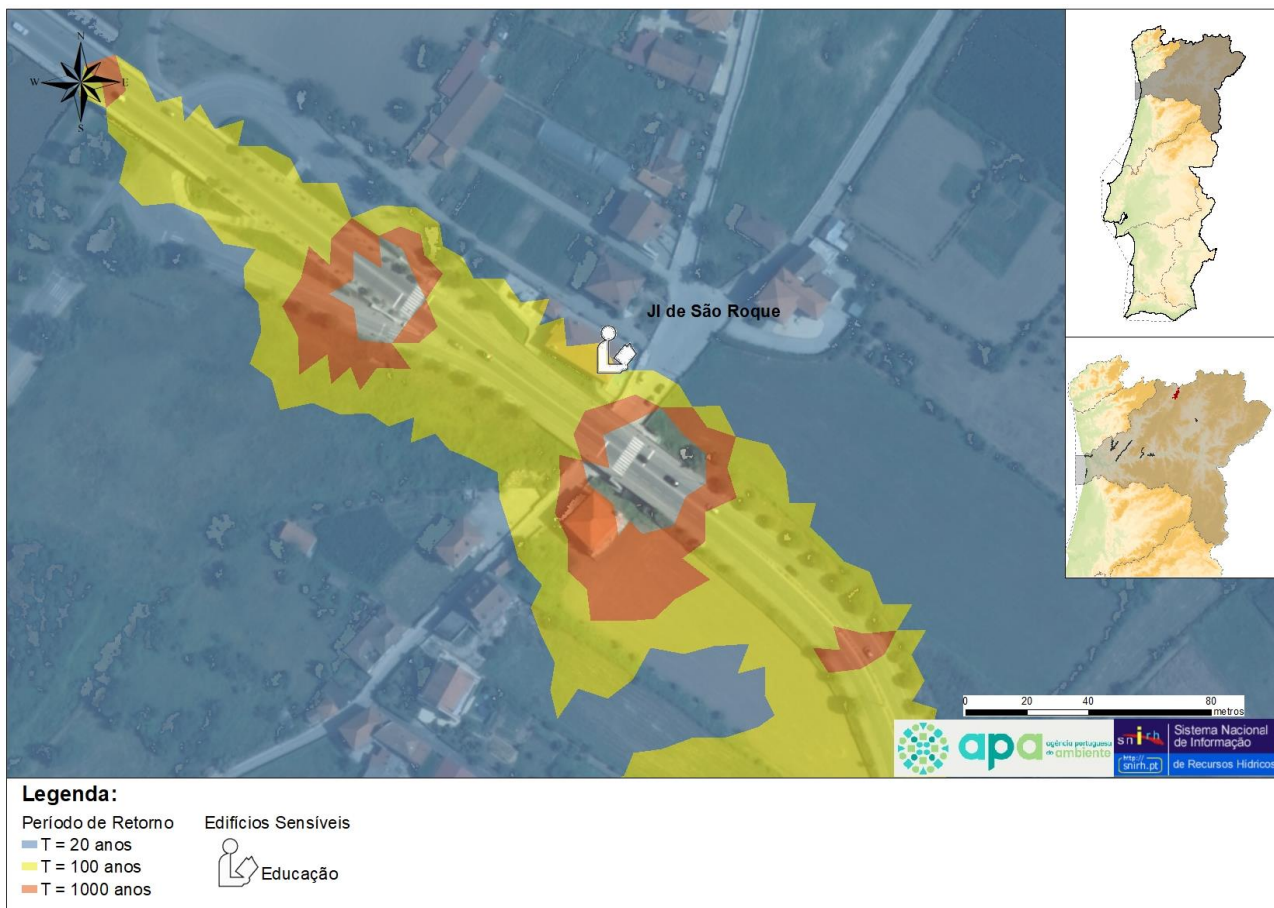 N
W E
S
JI de São Roque
0 20 40 80
metros
apa agência portuguesa
do ambiente
snirh
http://
snirh.pt
Sistema Nacional
de Informação
de Recursos Hídricos
Legenda:
Período de Retorno
T = 20 anos
T = 100 anos
T = 1000 anos
Edifícios Sensíveis
Educação